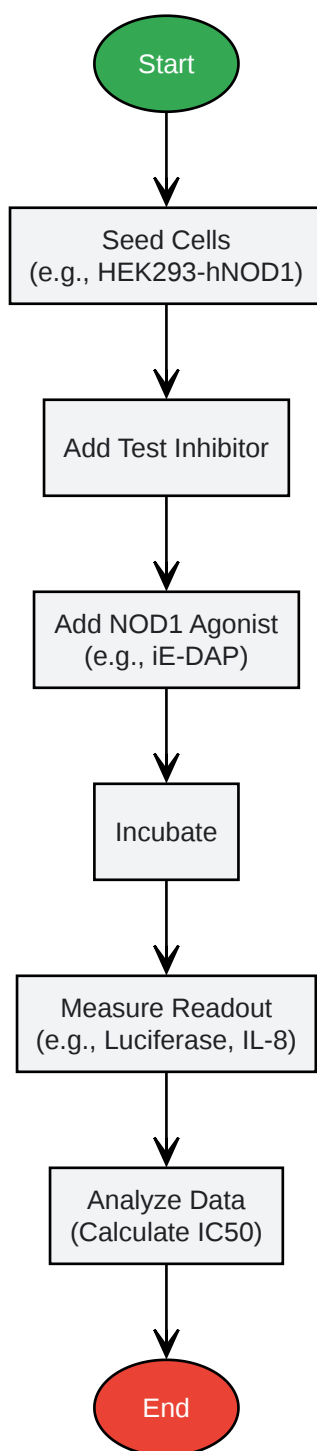 Start
Seed Cells
(e.g., HEK293-hNOD1)
Add Test Inhibitor
Add NOD1 Agonist
(e.g., iE-DAP)
Incubate
Measure Readout
(e.g., Luciferase, IL-8)
Analyze Data
(Calculate IC50)
End